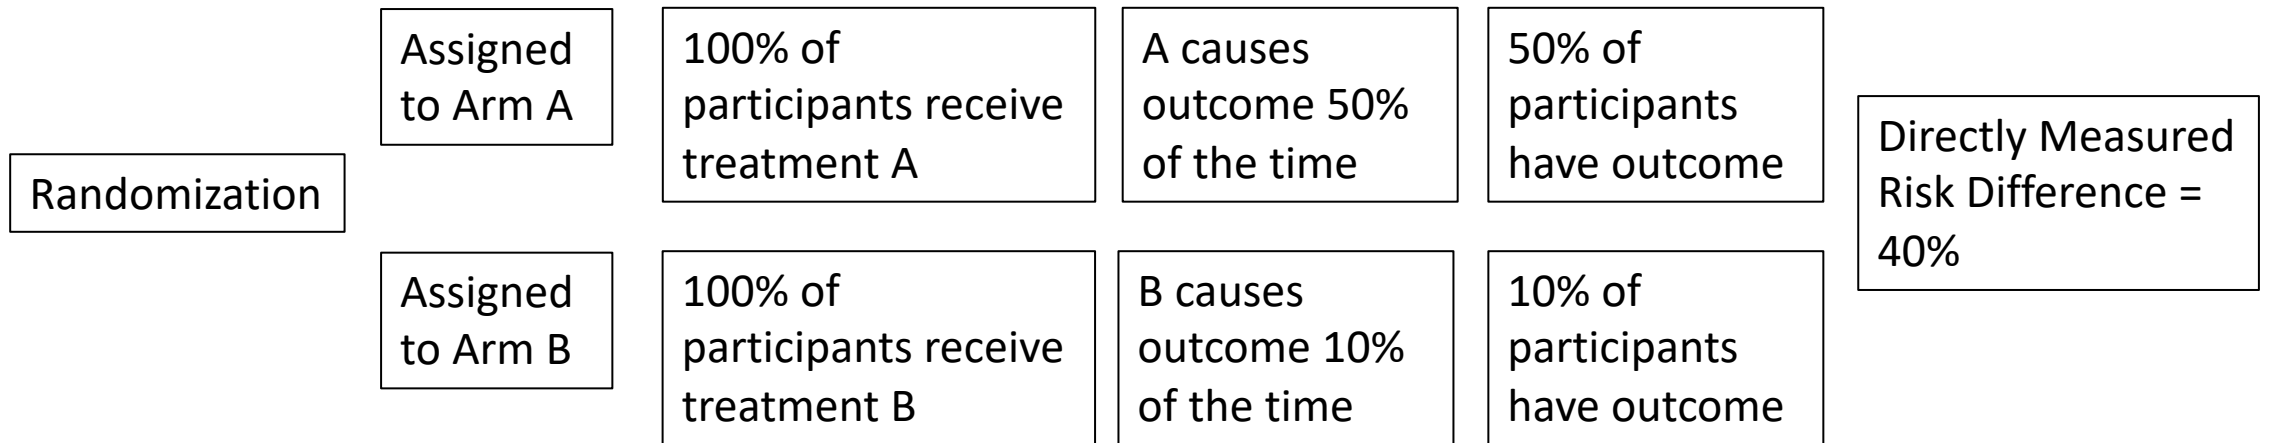 Randomization
Assigned
to Arm A
100% of
participants receive
treatment A
A causes
outcome 50%
of the time
50% of
participants
have outcome
Assigned
to Arm B
100% of
participants receive
treatment B
B causes
outcome 10%
of the time
10% of
participants
have outcome
Directly Measured
Risk Difference =
40%